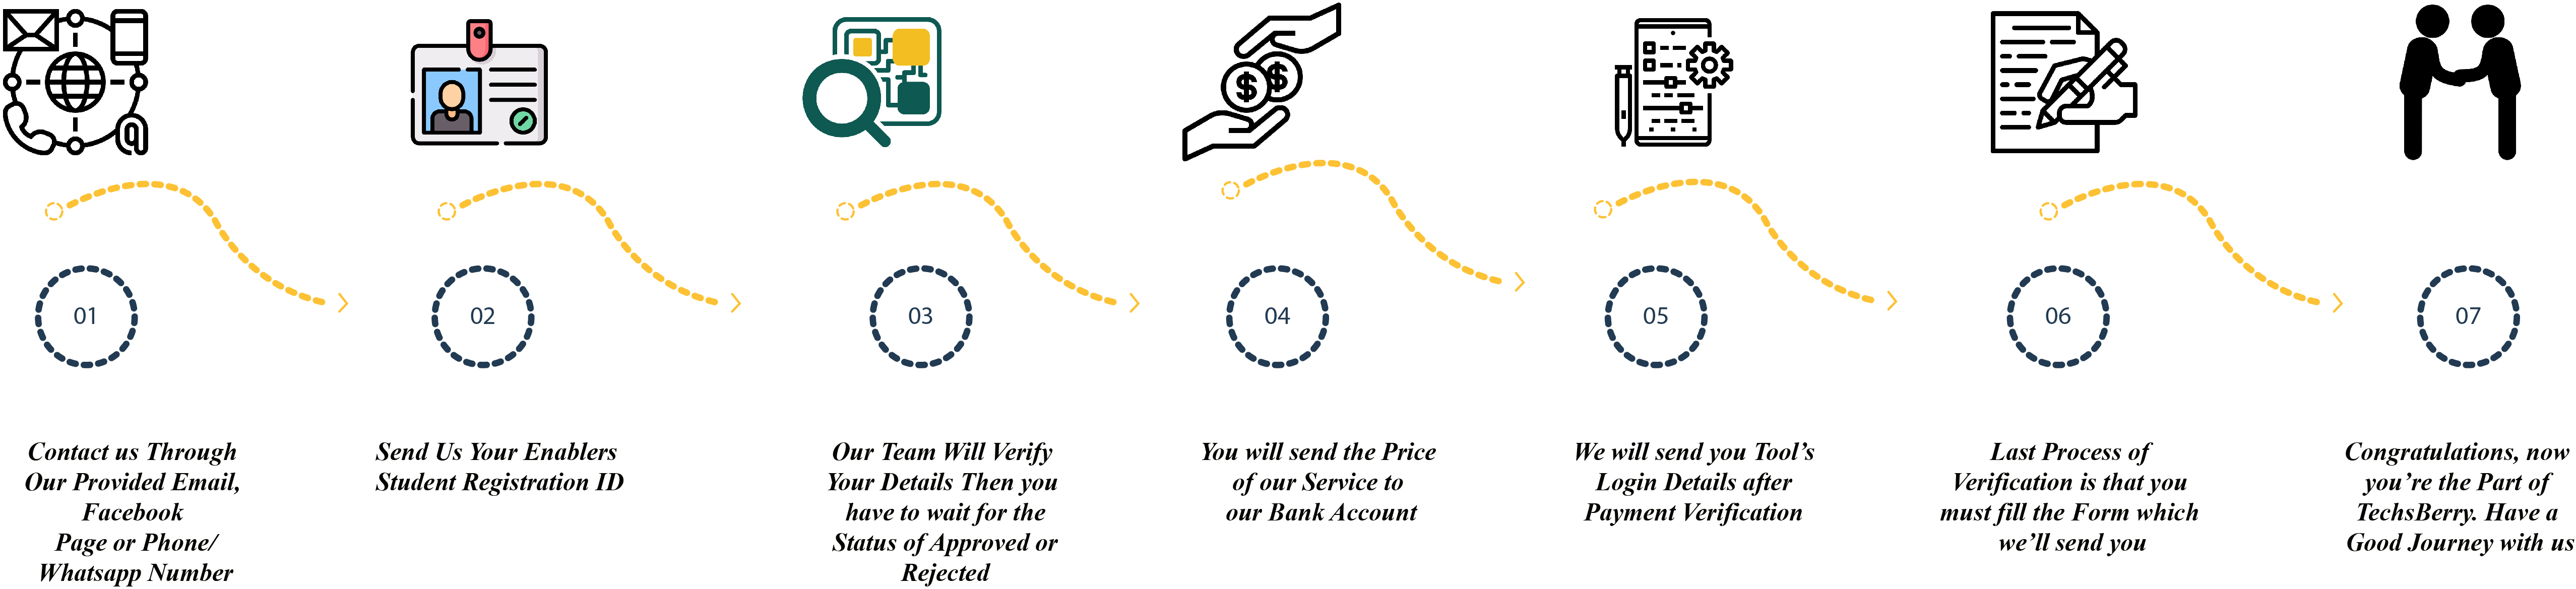 01
02
03
04
05
06
07
Contact us Through
Our Provided Email,
Facebook
Page or Phone/
Whatsapp Number
Send Us Your Enablers
Student Registration ID
Our Team Will Verify
Your Details Then you
have to wait for the
Status of Approved or
Rejected
You will send the Price
of our Service to
our Bank Account
We will send you Tool’s
Login Details after
Payment Verification
Last Process of
Verification is that you
must fill the Form which
we’ll send you
Congratulations, now
you’re the Part of
TechsBerry. Have a
Good Journey with us